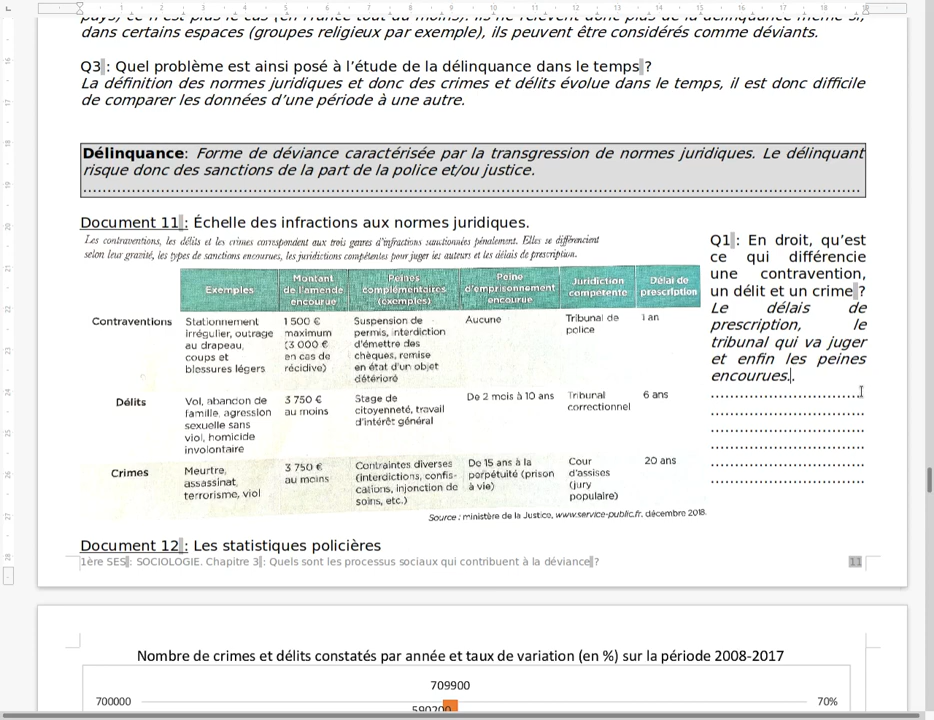 dans certains espaces (groupes religieux par exemple), ils peuvent être considérés comme déviants.
Q3 : Quel problème est ainsi posé à l’étude de la délinquance dans le temps ?
La définition des normes juridiques et donc des crimes et délits évolue dans le temps, il est donc difficile
de comparer les données d’une période à une autre.
Délinquance: Forme de déviance caractérisée par la transgression de normes juridiques. Le délinquant
risque donc des sanctions de la part de la police et/ou justice.
Document 11 : Échelle des infractions aux normes juridiques.
Les contraventions, les délits et les crimes correspondent aux trois genres d'infractions sanctionnées pénalement. Elles se différencient
selon leur gravité, les types de sanctions encourues, les juridictions compétentes pour juger les auteurs et les délais de prescription.
Exemples
Montant
de l'amende
encourue
Peines
complémentaires
(exemples)
Peine
d'emprisonnement
encourue
Juridiction
compétente
Délai de
prescription
Contraventions
Stationnement
irrégulier, outrage
au drapeau,
coups et
blessures légers
1 500 €
maximum
(3 000 €
en cas de
récidive)
Suspension de
permis, interdiction
d'émettre des
chèques, remise
en état d'un objet
détérioré
Aucune
Tribunal de
police
1 an
Délits
Vol, abandon de
famille, agression
sexuelle sans
viol, homicide
involontaire
3 750 €
au moins
Stage de
citoyenneté, travail
d'intérêt général
De 2 mois à 10 ans
Tribunal
correctionnel
6 ans
Crimes
Meurtre,
assassinat,
terrorisme, viol
3 750 €
au moins
Contraintes diverses
(interdictions, confis-
cations, injonction de
soins, etc.)
De 15 ans à la
perpétuité (prison
à vie)
Cour
d'assises
(jury
populaire)
20 ans
Source : ministère de la Justice, www.service-public.fr, décembre 2018.
Q1 : En droit, qu’est
ce qui différencie
une contravention,
un délit et un crime ?
Le délais de
prescription, le
tribunal qui va juger
et enfin les peines
encourues..
Document 12 : Les statistiques policières
1ère SES : SOCIOLOGIE. Chapitre 3 : Quels sont les processus sociaux qui contribuent à la déviance ?
11
Nombre de crimes et délits constatés par année et taux de variation (en %) sur la période 2008-2017
709900
700000
70%